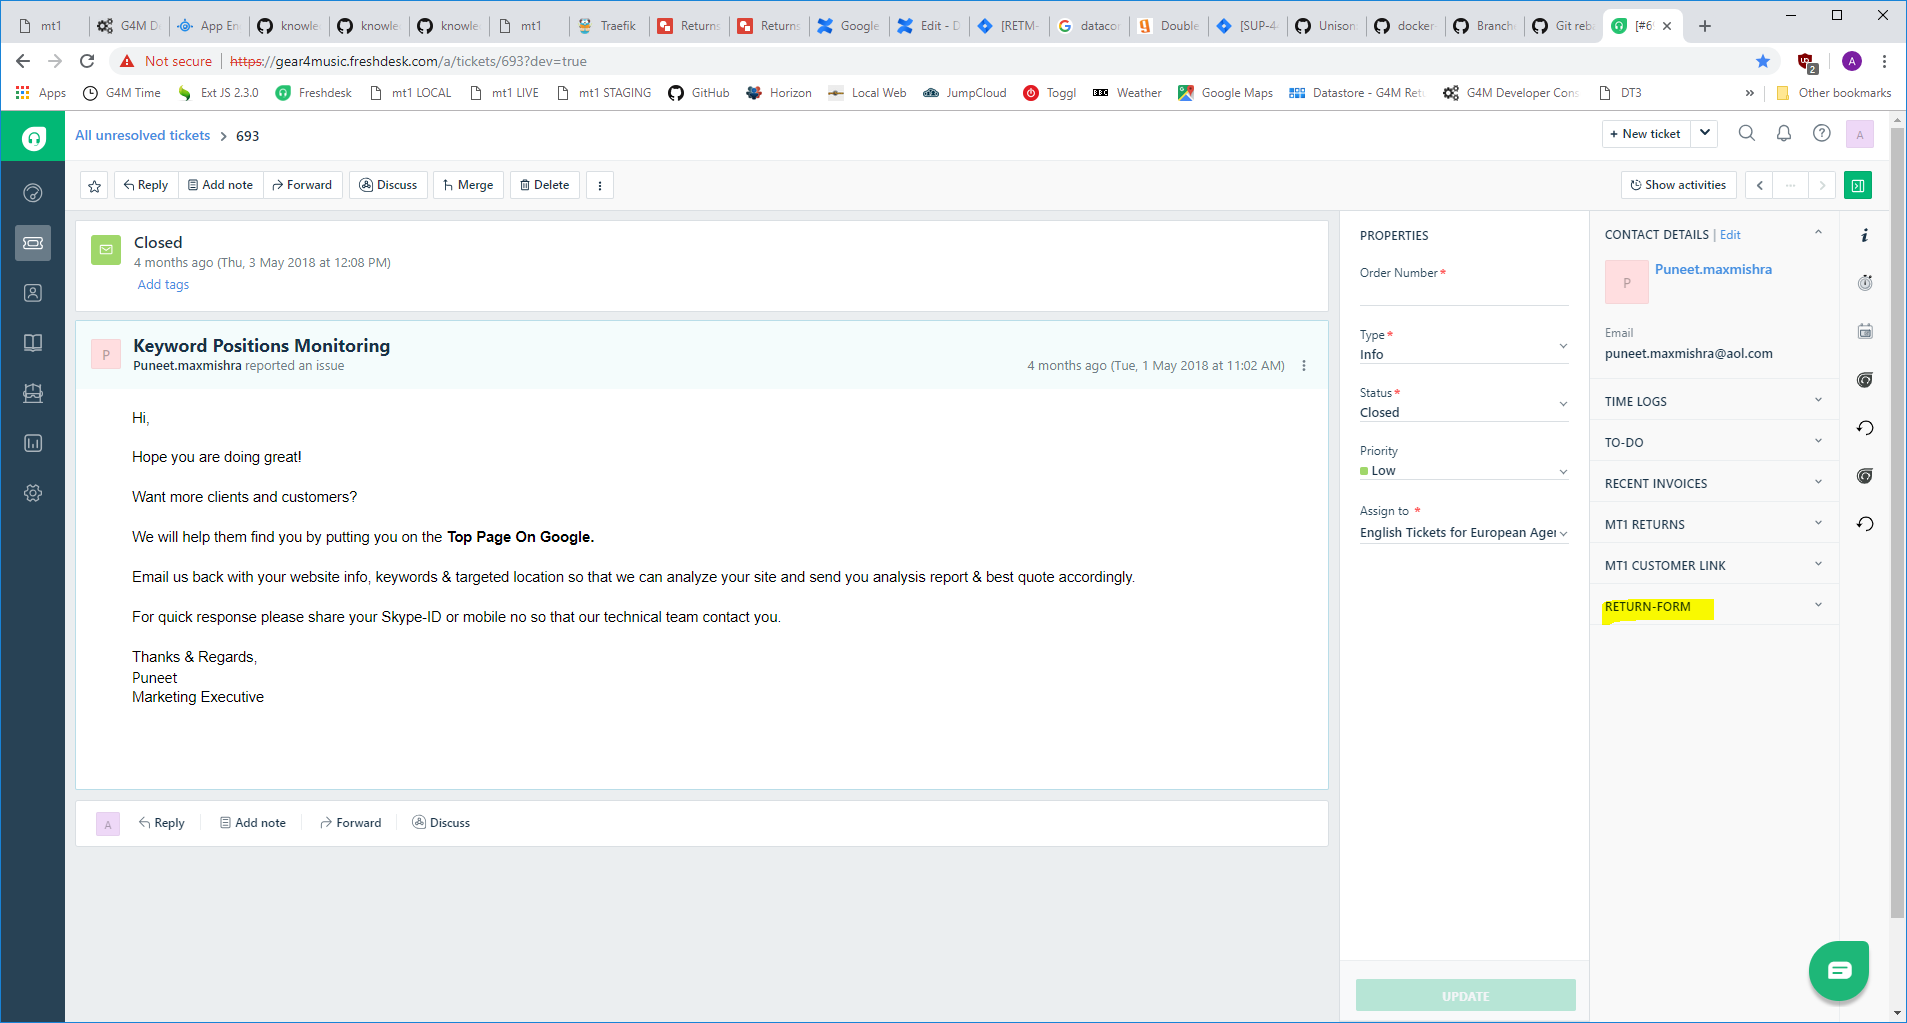 mt1
G4M De
App En
knowle
knowle
knowle
mt1
Traefik
Returns
Returns
Google
Edit - D
[RETM-
datacor
Double
[SUP-4-
Unison
docker-
Branche
Git reba
[#69
Not secure
https://gear4music.freshdesk.com/a/tickets/693?dev=true
2
A
Apps
G4M Time
Ext JS 2.3.0
Freshdesk
mt1 LOCAL
mt1 LIVE
mt1 STAGING
GitHub
Horizon
Local Web
JumpCloud
Toggl
BBC
Weather
Google Maps
Datastore - G4M Retu
G4M Developer Cons
DT3
»
Other bookmarks
All unresolved tickets > 693
+ New ticket
A
Reply
Add note
Forward
Discuss
Merge
Delete
Show activities
Closed
4 months ago (Thu, 3 May 2018 at 12:08 PM)
Add tags
P
Keyword Positions Monitoring
Puneet.maxmishra reported an issue
4 months ago (Tue, 1 May 2018 at 11:02 AM)
Hi,
Hope you are doing great!
Want more clients and customers?
We will help them find you by putting you on the Top Page On Google.
Email us back with your website info, keywords & targeted location so that we can analyze your site and send you analysis report & best quote accordingly.
For quick response please share your Skype-ID or mobile no so that our technical team contact you.
Thanks & Regards,
Puneet
Marketing Executive
A
Reply
Add note
Forward
Discuss
PROPERTIES
Order Number*
Type*
Info
Status*
Closed
Priority
Low
Assign to *
English Tickets for European Agen
UPDATE
CONTACT DETAILS | Edit
P
Puneet.maxmishra
Email
puneet.maxmishra@aol.com
TIME LOGS
TO-DO
RECENT INVOICES
MT1 RETURNS
MT1 CUSTOMER LINK
RETURN-FORM